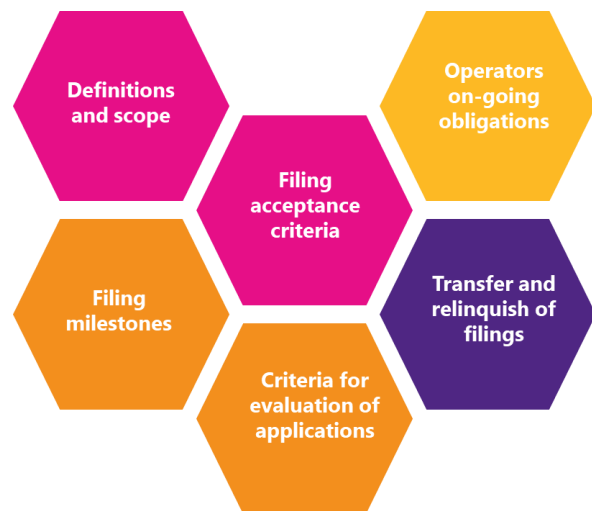 Definitions
and scope
Operators
on-going
obligations
Filing
acceptance
criteria
Filing
milestones
Transfer and
relinquish of
filings
Criteria for
evaluation of
applications